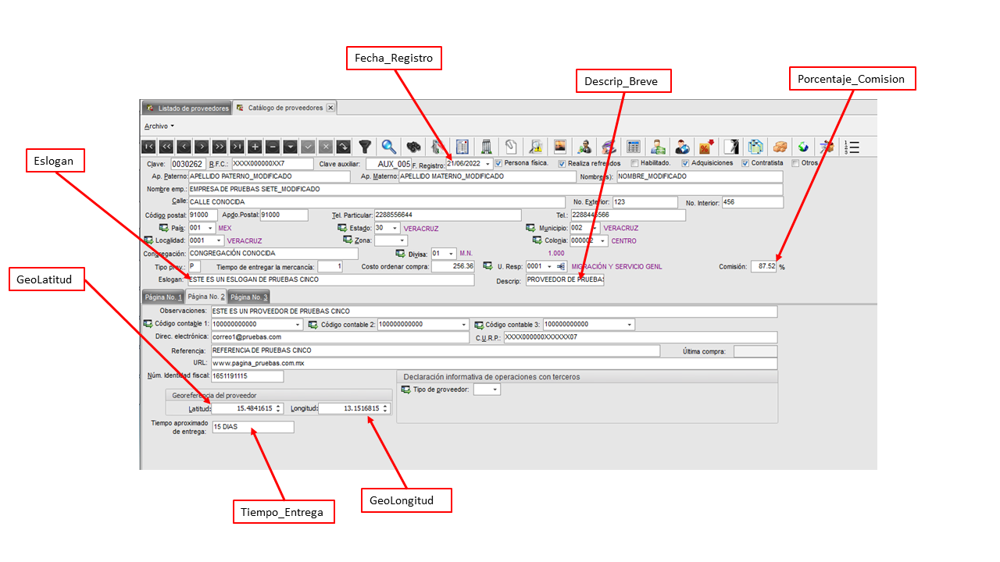 Fecha_Registro
Descrip_Breve
Porcentaje_Comision
Eslogan
GeoLatitud
Listado de proveedores Catálogo de proveedores
Archivo
Clave: 0030262 R.F.C.: XXXX000000XX7 Clave auxiliar: AUX_005 F. Registro: 21/06/2022 Persona física. Realiza refrendos Habilitado. Adquisiciones Contratista Otros
Ap. Paterno: APELLIDO PATERNO_MODIFICADO Ap. Materno: APELLIDO MATERNO_MODIFICADO Nombre(s): NOMBRE_MODIFICADO
Nombre emp.: EMPRESA DE PRUEBAS SIETE_MODIFICADO
Calle: CALLE CONOCIDA No. Exterior: 123 No. Interior: 456
Código postal: 91000 Apdo.Postal: 91000 Tel. Particular: 2288556644 Tel.: 2288445566
País: 001 MEX Estado: 30 VERACRUZ Municipio: 002 VERACRUZ
Localidad: 0001 VERACRUZ Zona: Colonia: 000002 CENTRO
Congregación: CONGREGACIÓN CONOCIDA Divisa: 01 M.N. 1.000
Tipo prov.: P Tiempo de entregar la mercancía: 1 Costo ordenar compra: 256.36 U. Resp: 0001 MIGRACIÓN Y SERVICIO GENL Comisión: 87.52 %
Eslogan: ESTE ES UN ESLOGAN DE PRUEBAS CINCO Descrip: PROVEEDOR DE PRUEBAS
Página No. 1 Página No. 2 Página No. 3
Observaciones: ESTE ES UN PROVEEDOR DE PRUEBAS CINCO
Código contable 1: 100000000000 Código contable 2: 100000000000 Código contable 3: 100000000000
Direc. electrónica: correo1@pruebas.com C.U.R.P.: XXXX000000XXXXXX07
Referencia: REFERENCIA DE PRUEBAS CINCO Última compra:
URL: www.pagina_pruebas.com.mx
Núm. Identidad fiscal: 1651191115 Declaración informativa de operaciones con terceros
Tipo de proveedor:
Georeferencia del proveedor
Latitud: 15.4841615 Longitud: 13.1516815
Tiempo aproximado
de entrega: 15 DIAS
GeoLongitud
Tiempo_Entrega